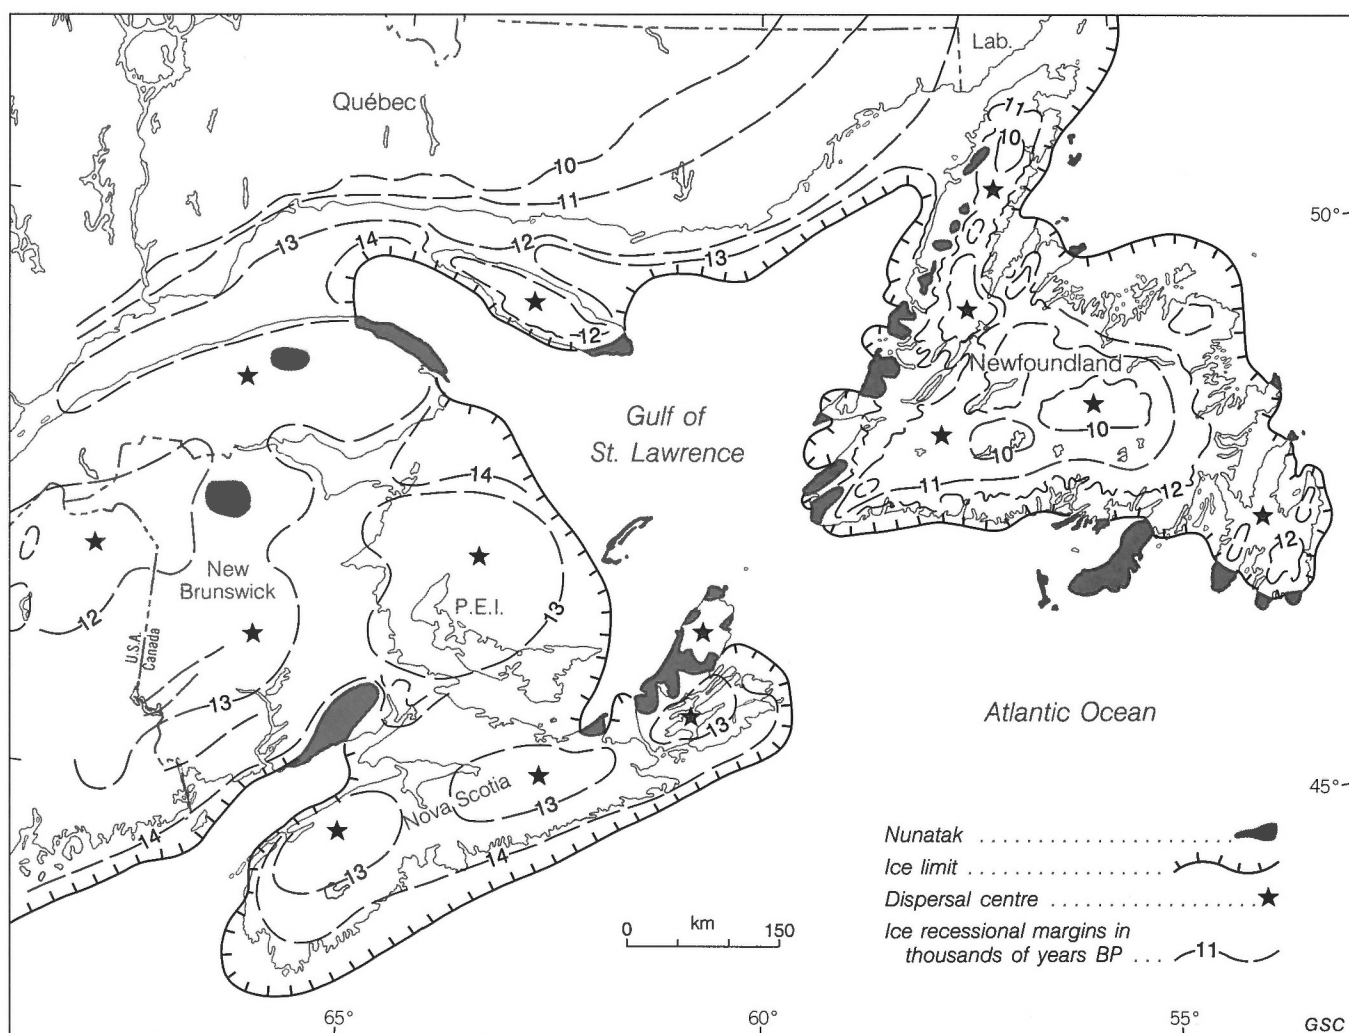 Lab.
Québec
11
10
10
11
50°
13
14
12
13
12
Newfoundland
Gulf of
St. Lawrence
10
10
14
11
12
New
Brunswick
12
P.E.I.
13
12
U.S.A.
Canada
13
13
Atlantic Ocean
Nova Scotia
13
45°
14
13
14
Nunatak
Ice limit
km
0 150
Dispersal centre
Ice recessional margins in
thousands of years BP ... 11
65° 60° 55° GSC